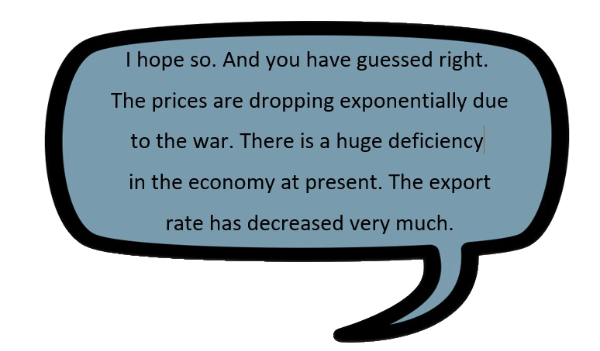 I hope so. And you have guessed right.
The prices are dropping exponentially due
to the war. There is a huge deficiency
in the economy at present. The export
rate has decreased very much.